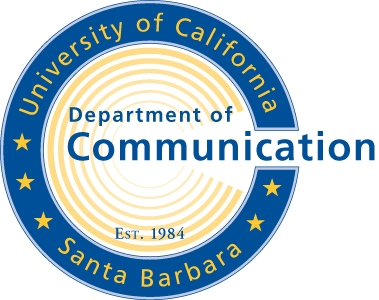 University of California
Department of
Communication
EST. 1984
Santa Barbara